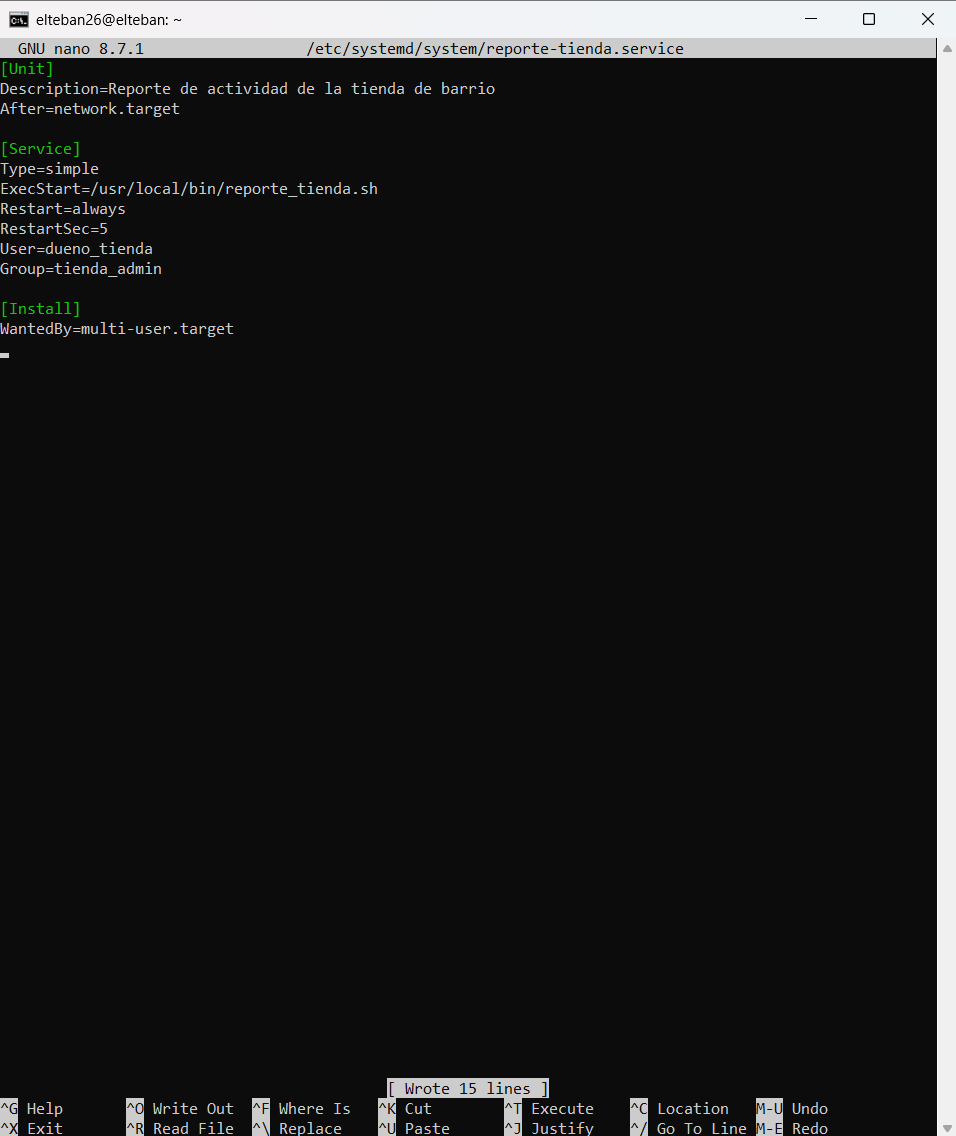 elteban26@elteban: ~
GNU nano 8.7.1 /etc/systemd/system/reporte-tienda.service
[Unit]
Description=Reporte de actividad de la tienda de barrio
After=network.target
[Service]
Type=simple
ExecStart=/usr/local/bin/reporte_tienda.sh
Restart=always
RestartSec=5
User=dueno_tienda
Group=tienda_admin
[Install]
WantedBy=multi-user.target
[ Wrote 15 lines ]
^G Help ^O Write Out ^F Where Is ^K Cut ^T Execute ^C Location M-U Undo
^X Exit ^R Read File ^\ Replace ^U Paste ^J Justify ^/ Go To Line M-E Redo